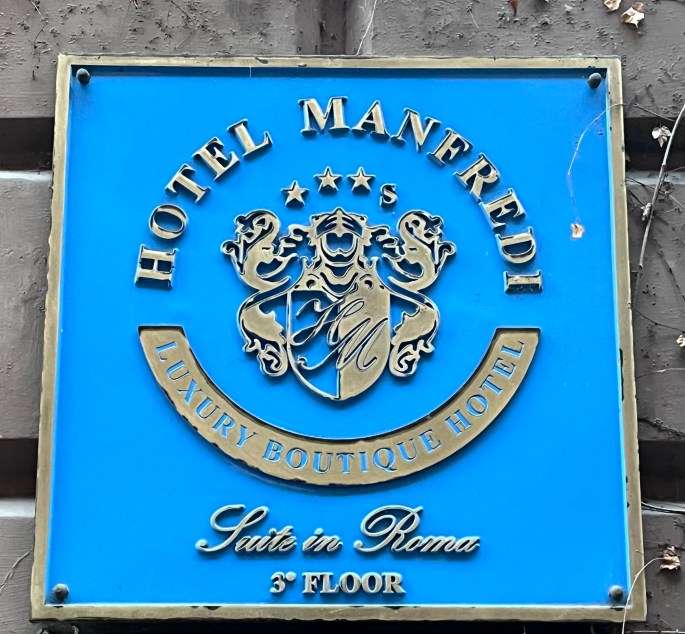 HOTEL MANFREDI
★★★S
HM
LUXURY BOUTIQUE HOTEL
Suite in Roma
3° FLOOR